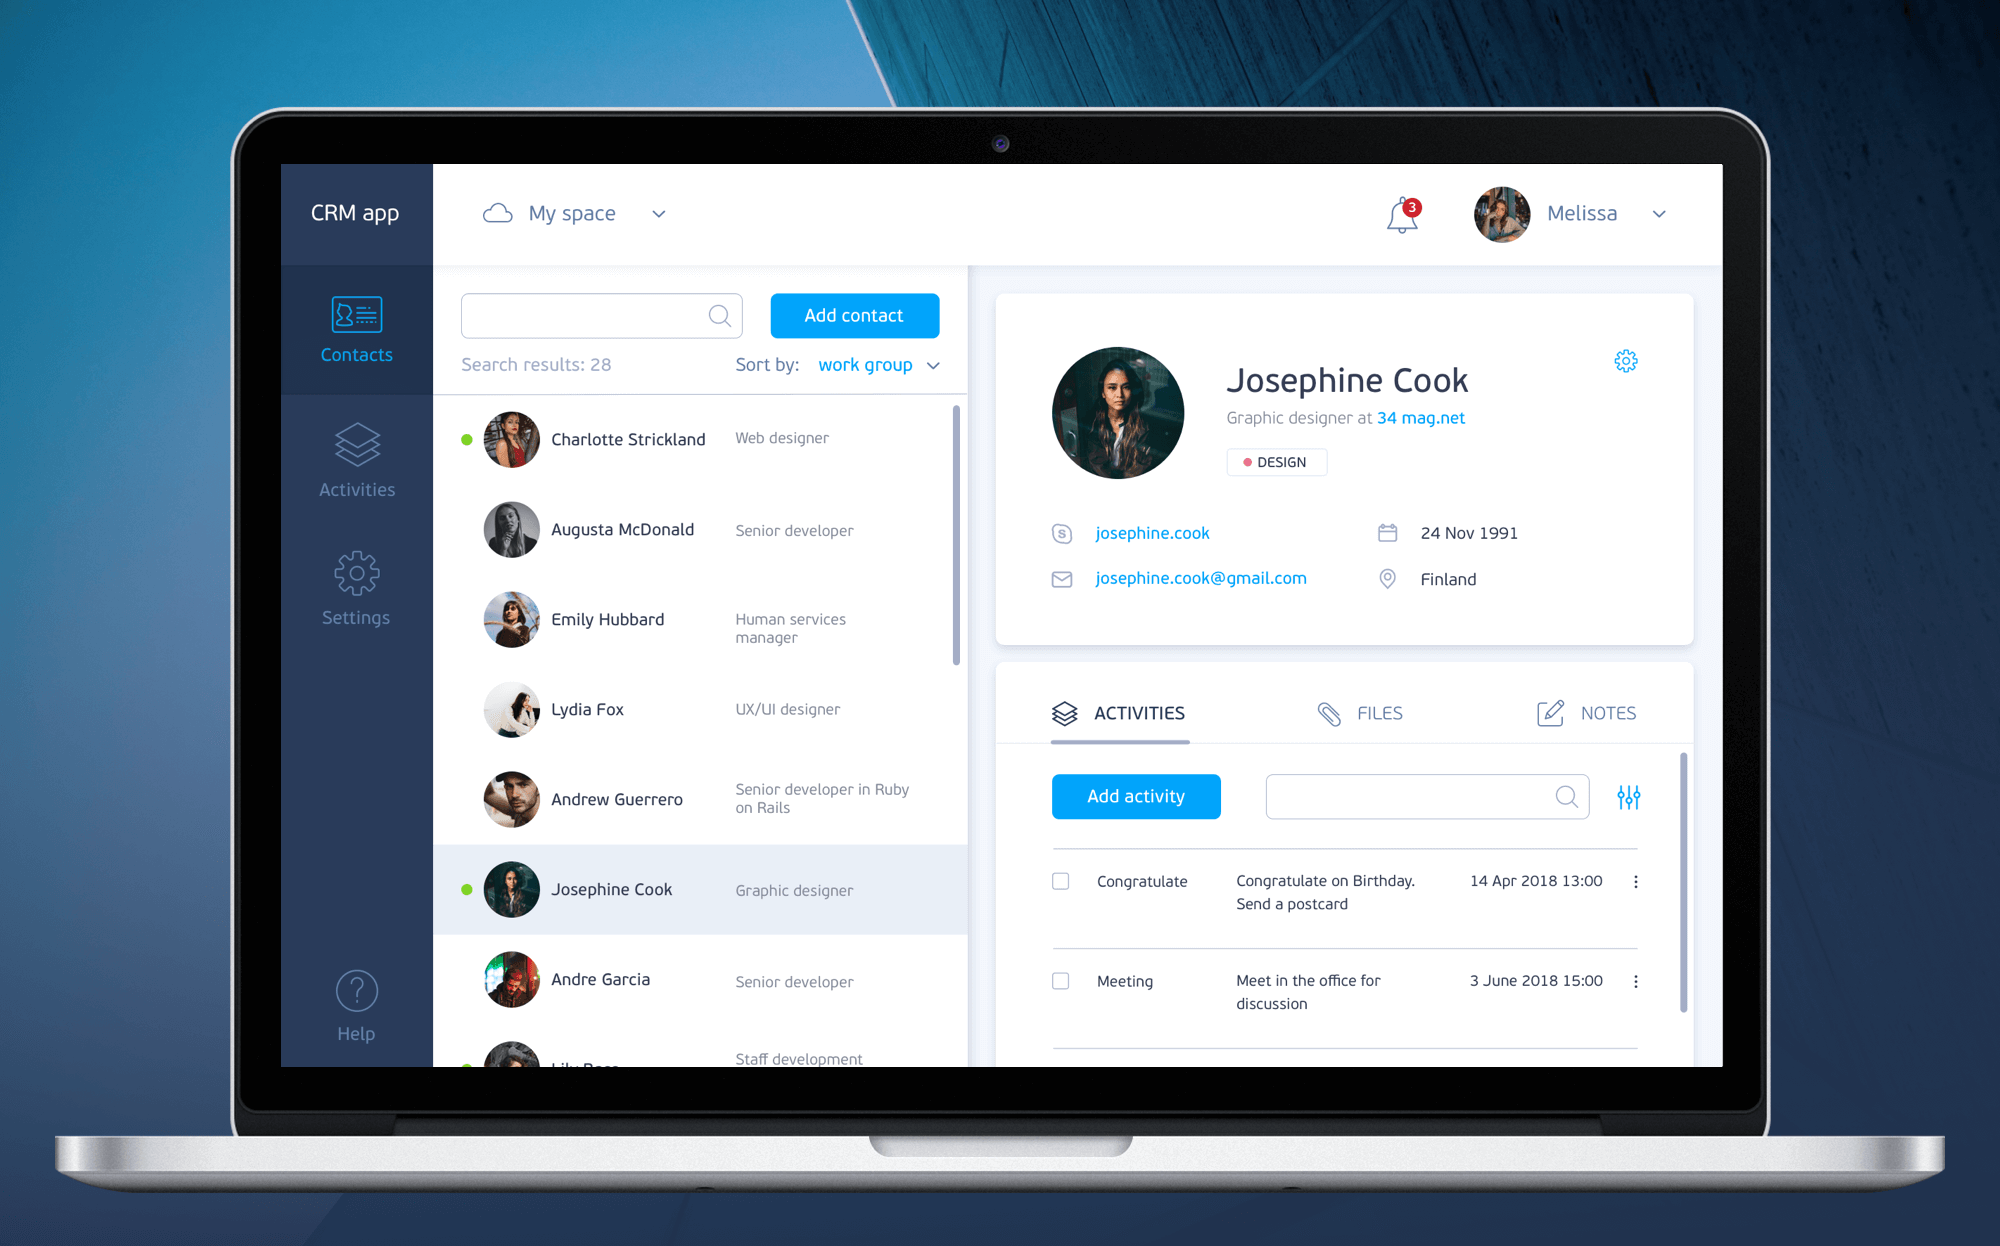 CRM app
My space
3
Melissa
Contacts
Activities
Settings
Help
Add contact
Search results: 28
Sort by: work group
Charlotte Strickland
Web designer
Augusta McDonald
Senior developer
Emily Hubbard
Human services
manager
Lydia Fox
UX/UI designer
Andrew Guerrero
Senior developer in Ruby
on Rails
Josephine Cook
Graphic designer
Andre Garcia
Senior developer
Staff development
Josephine Cook
Graphic designer at 34 mag.net
DESIGN
josephine.cook
24 Nov 1991
josephine.cook@gmail.com
Finland
ACTIVITIES
FILES
NOTES
Add activity
Congratulate
Congratulate on Birthday.
Send a postcard
14 Apr 2018 13:00
Meeting
Meet in the office for
discussion
3 June 2018 15:00